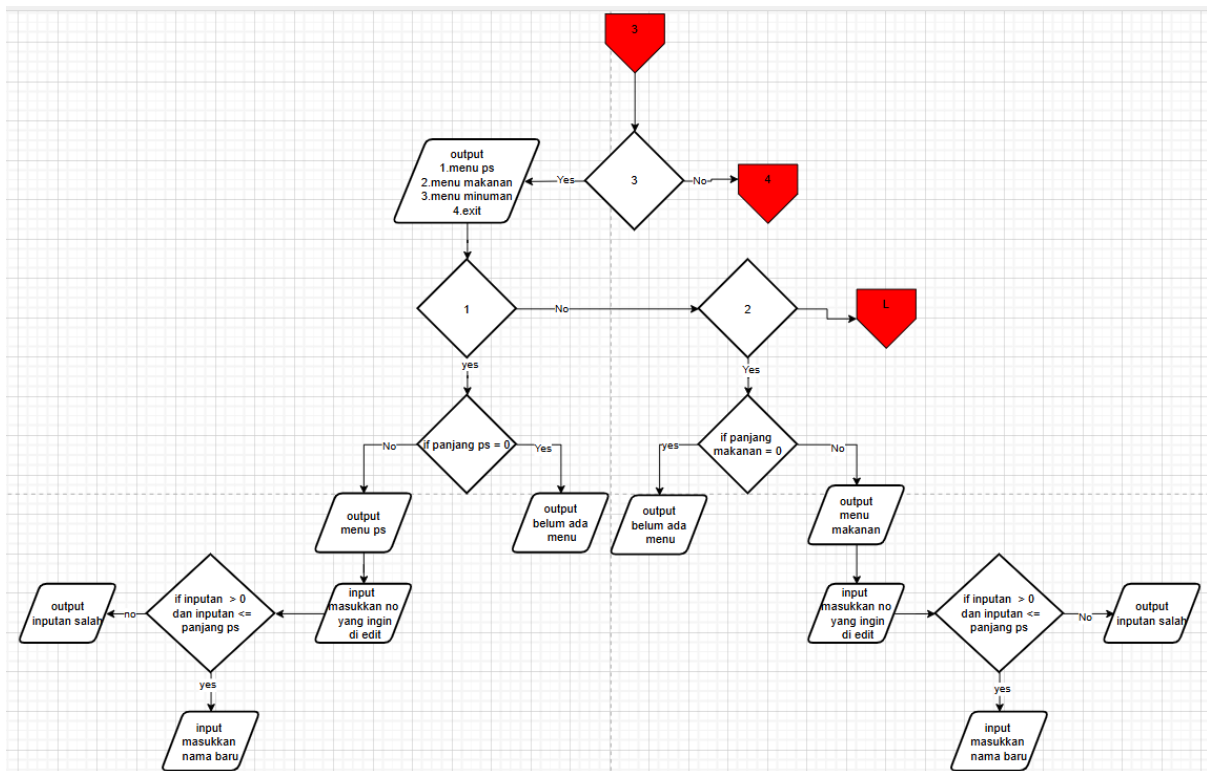 3
output
1.menu ps
2.menu makanan
3.menu minuman
4.exit
Yes
3
No
4
1
No
2
L
yes
Yes
No
if panjang ps = 0
Yes
yes
if panjang
makanan = 0
No
output
menu ps
output
belum ada
menu
output
belum ada
menu
output
menu
makanan
output
inputan salah
no
if inputan > 0
dan inputan <=
panjang ps
input
masukkan no
yang ingin
di edit
input
masukkan no
yang ingin
di edit
if inputan > 0
dan inputan <=
panjang ps
No
output
inputan salah
yes
yes
input
masukkan
nama baru
input
masukkan
nama baru